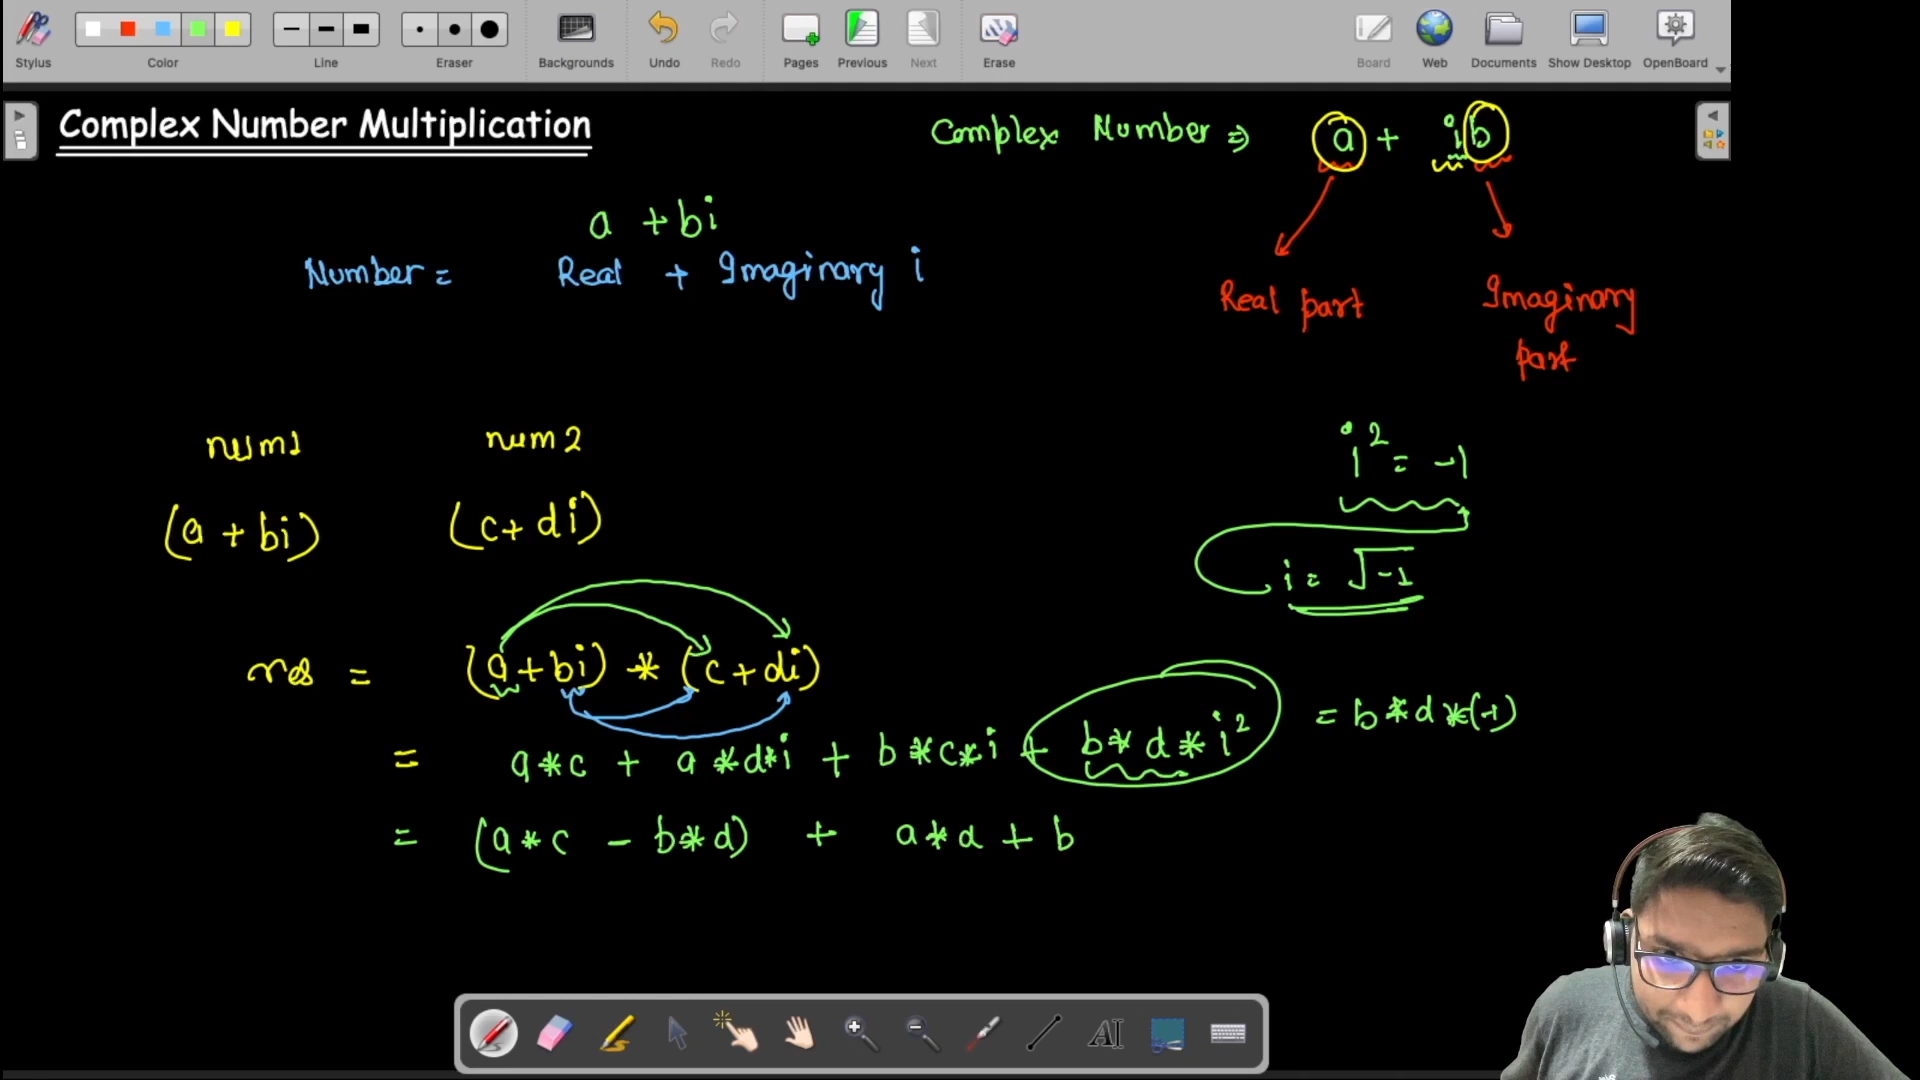 Stylus Color Line Eraser Backgrounds Undo Redo Pages Previous Next Erase Board Web Documents Show Desktop OpenBoard
Complex Number Multiplication
Complex Number ⇒ a + ib
a + bi
Number = Real + Imaginary i
Real part
Imaginary
part
num1 num2
i² = -1
(a + bi) (c + di)
i = √-1
res = (a + bi) * (c + di)
= a*c + a*d*i + b*c*i + b*d*i² = b*d*(-1)
= (a*c - b*d) + a*d + b
AI